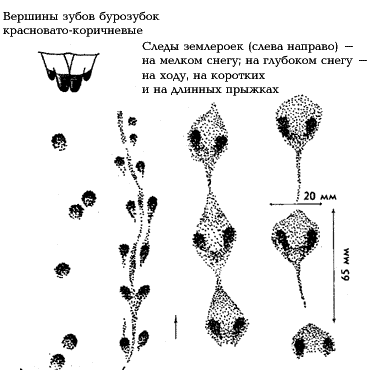 Вершины зубов бурозубок
красновато-коричневые
Следы землероек (слева направо) —
на мелком снегу; на глубоком снегу —
на ходу, на коротких
и на длинных прыжках
20 мм
65 мм